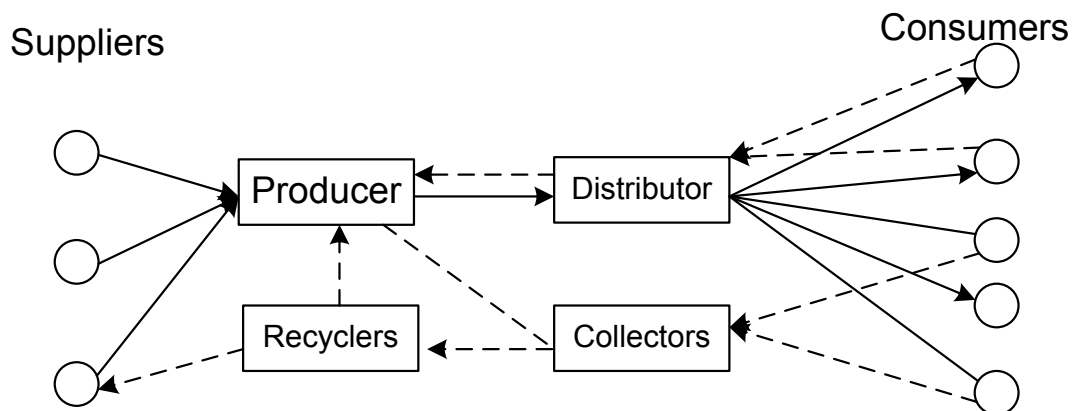 Suppliers
Consumers
Producer
Distributor
Recyclers
Collectors